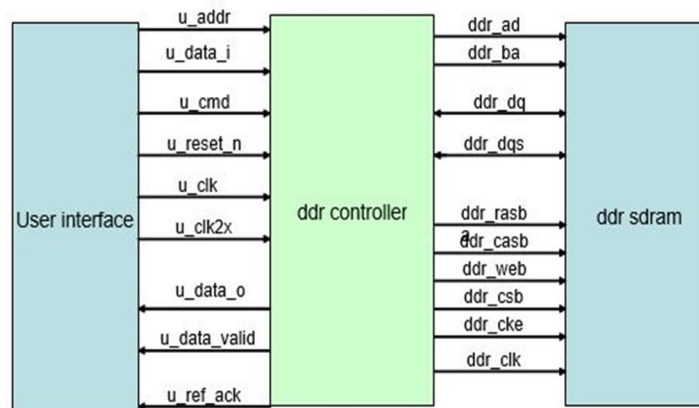 u_addr
u_data_i
u_cmd
u_reset_n
u_clk
u_clk2x
u_data_o
u_data_valid
u_ref_ack
User interface
ddr controller
ddr_ad
ddr_ba
ddr_dq
ddr_dqs
ddr_rasb
a
ddr_casb
ddr_web
ddr_csb
ddr_cke
ddr_clk
ddr sdram